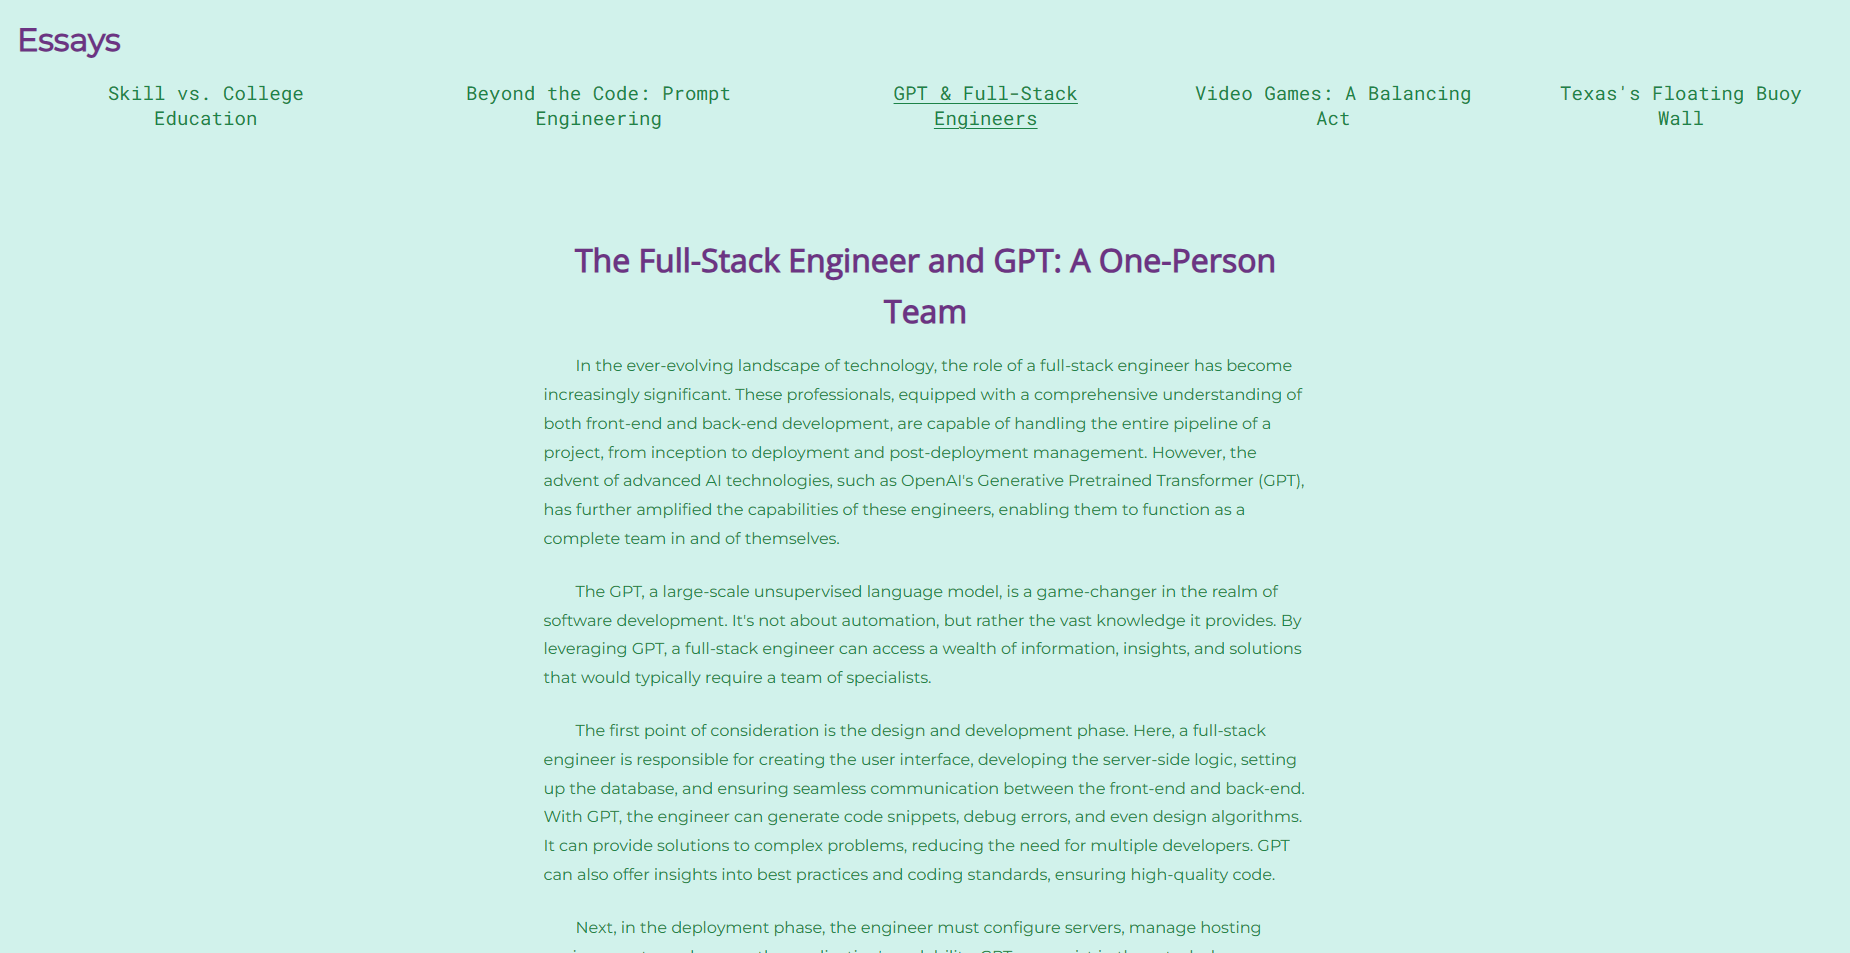 Essays
Skill vs. College
Education
Beyond the Code: Prompt
Engineering
GPT & Full-Stack
Engineers
Video Games: A Balancing
Act
Texas's Floating Buoy
Wall
The Full-Stack Engineer and GPT: A One-Person
Team
In the ever-evolving landscape of technology, the role of a full-stack engineer has become
increasingly significant. These professionals, equipped with a comprehensive understanding of
both front-end and back-end development, are capable of handling the entire pipeline of a
project, from inception to deployment and post-deployment management. However, the
advent of advanced AI technologies, such as OpenAI's Generative Pretrained Transformer (GPT),
has further amplified the capabilities of these engineers, enabling them to function as a
complete team in and of themselves.
The GPT, a large-scale unsupervised language model, is a game-changer in the realm of
software development. It's not about automation, but rather the vast knowledge it provides. By
leveraging GPT, a full-stack engineer can access a wealth of information, insights, and solutions
that would typically require a team of specialists.
The first point of consideration is the design and development phase. Here, a full-stack
engineer is responsible for creating the user interface, developing the server-side logic, setting
up the database, and ensuring seamless communication between the front-end and back-end.
With GPT, the engineer can generate code snippets, debug errors, and even design algorithms.
It can provide solutions to complex problems, reducing the need for multiple developers. GPT
can also offer insights into best practices and coding standards, ensuring high-quality code.
Next, in the deployment phase, the engineer must configure servers, manage hosting